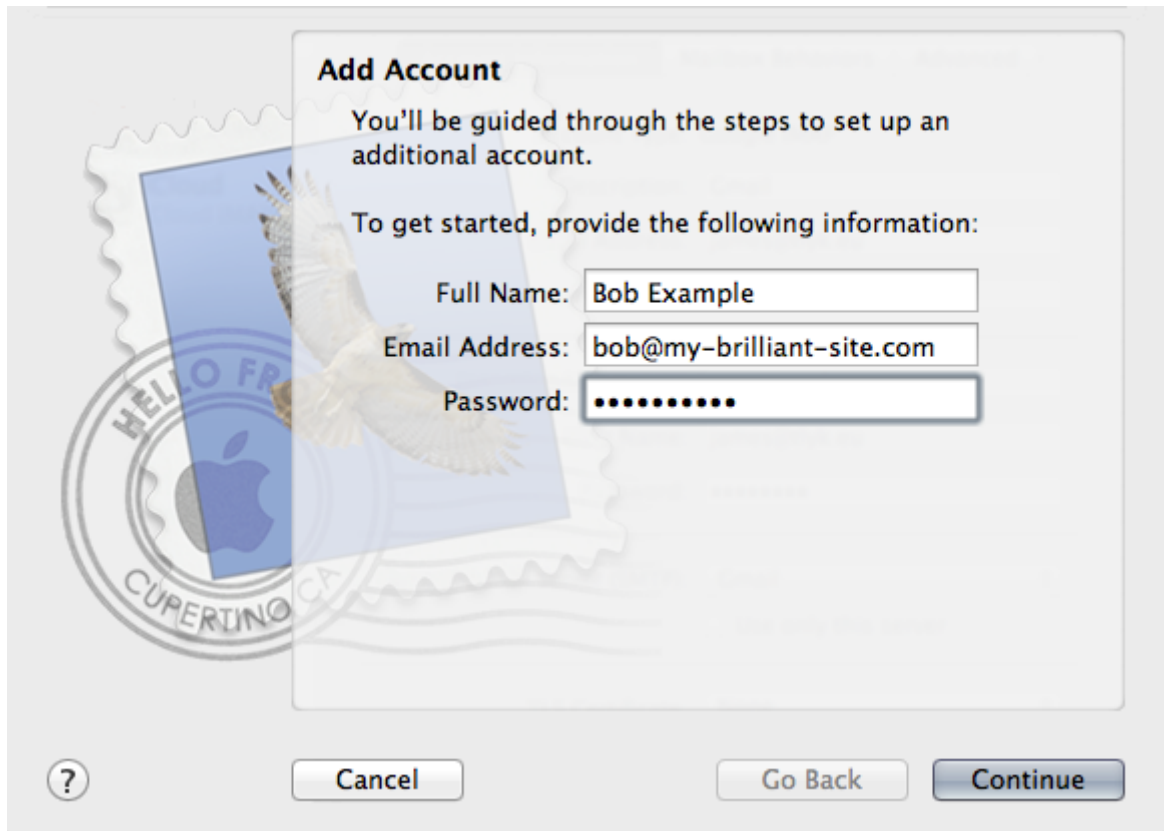 Add Account
You'll be guided through the steps to set up an
additional account.
To get started, provide the following information:
Full Name: Bob Example
Email Address: bob@my-brilliant-site.com
Password: ••••••••••
HELLO FR
CUPERTINO CA
? Cancel Go Back Continue